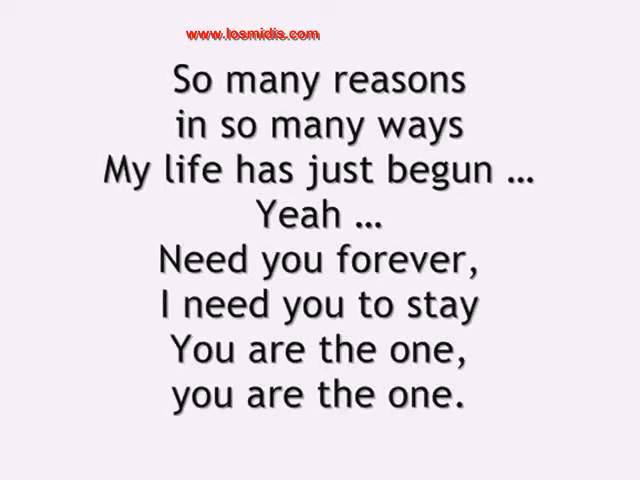 www.losmidis.com
So many reasons
in so many ways
My life has just begun ...
Yeah ...
Need you forever,
I need you to stay
You are the one,
you are the one.